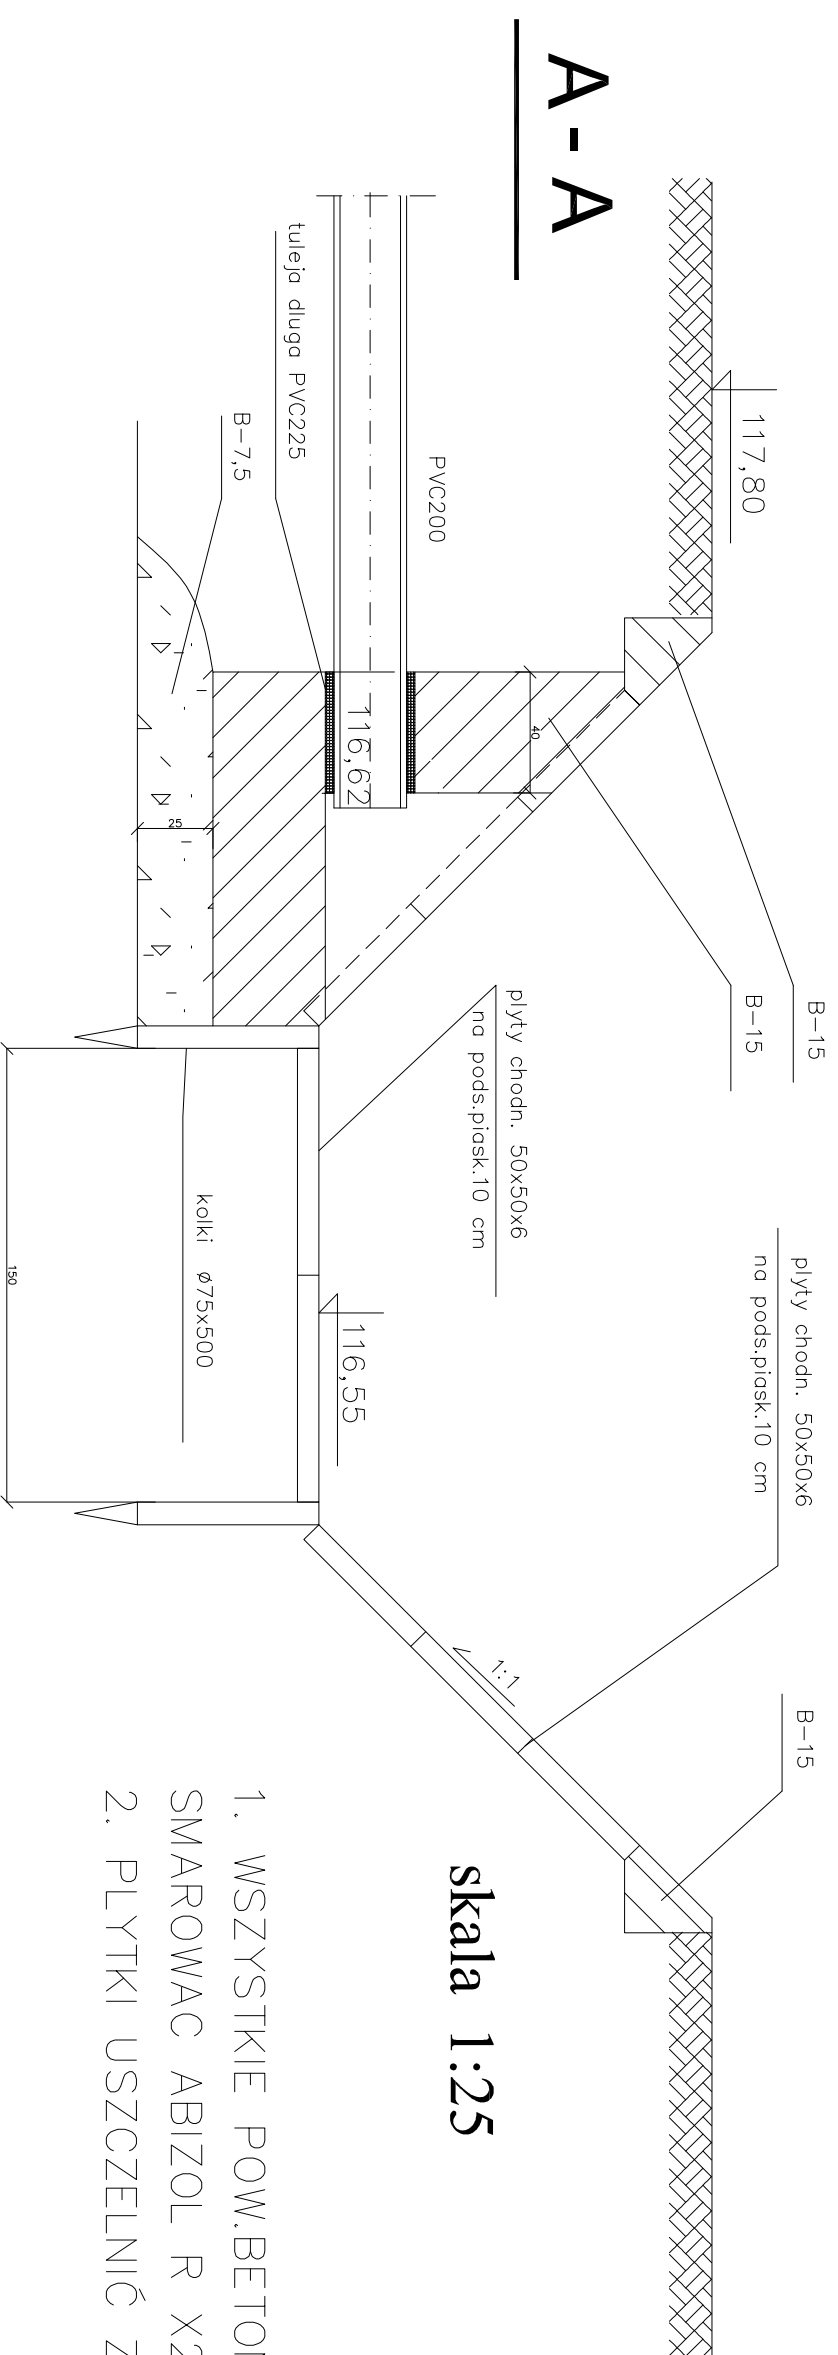 A - A
117,80
B-15
B-15
plyty chodn. 50x50x6
na pods.piask.10 cm
B-15
PVC200
40
plyty chodn. 50x50x6
na pods.piask.10 cm
1:1
tuleja dluga PVC225
116,62
116,55
skala 1:25
B-7,5
25
kolki ø75x500
150
1. WSZYSTKIE POW.BETO
SMAROWAC ABIZOL R X2
2. PLYTKI USZCZELNIĆ Z